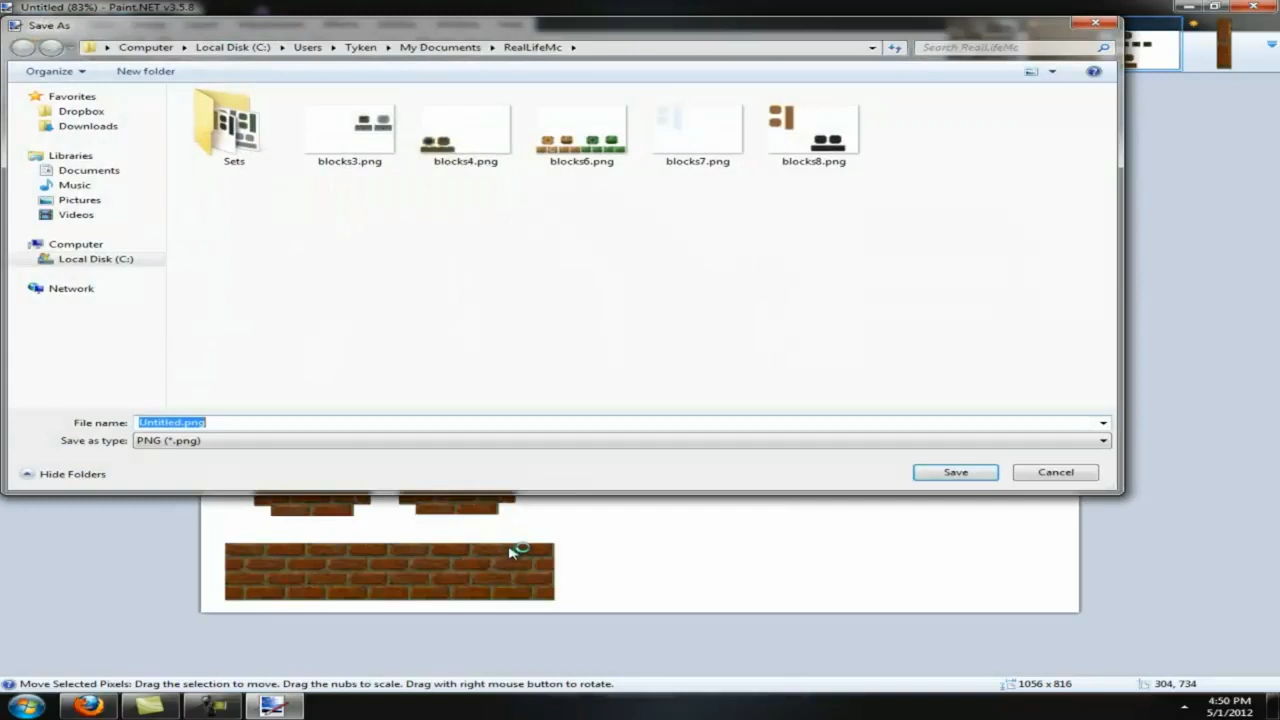 Untitled (83%) - Paint.NET v3.5.8
Save As
Computer Local Disk (C:) Users Tyken My Documents RealLifeMc
Search RealLifeMc
Organize
New folder
Favorites
Dropbox
Downloads
Libraries
Documents
Music
Pictures
Videos
Computer
Local Disk (C:)
Network
Sets
blocks3.png
blocks4.png
blocks6.png
blocks7.png
blocks8.png
File name: Untitled.png
Save as type: PNG (*.png)
Hide Folders
Save
Cancel
Move Selected Pixels: Drag the selection to move. Drag the nubs to scale. Drag with right mouse button to rotate.
1056 x 816
304, 734
4:50 PM
5/1/2012